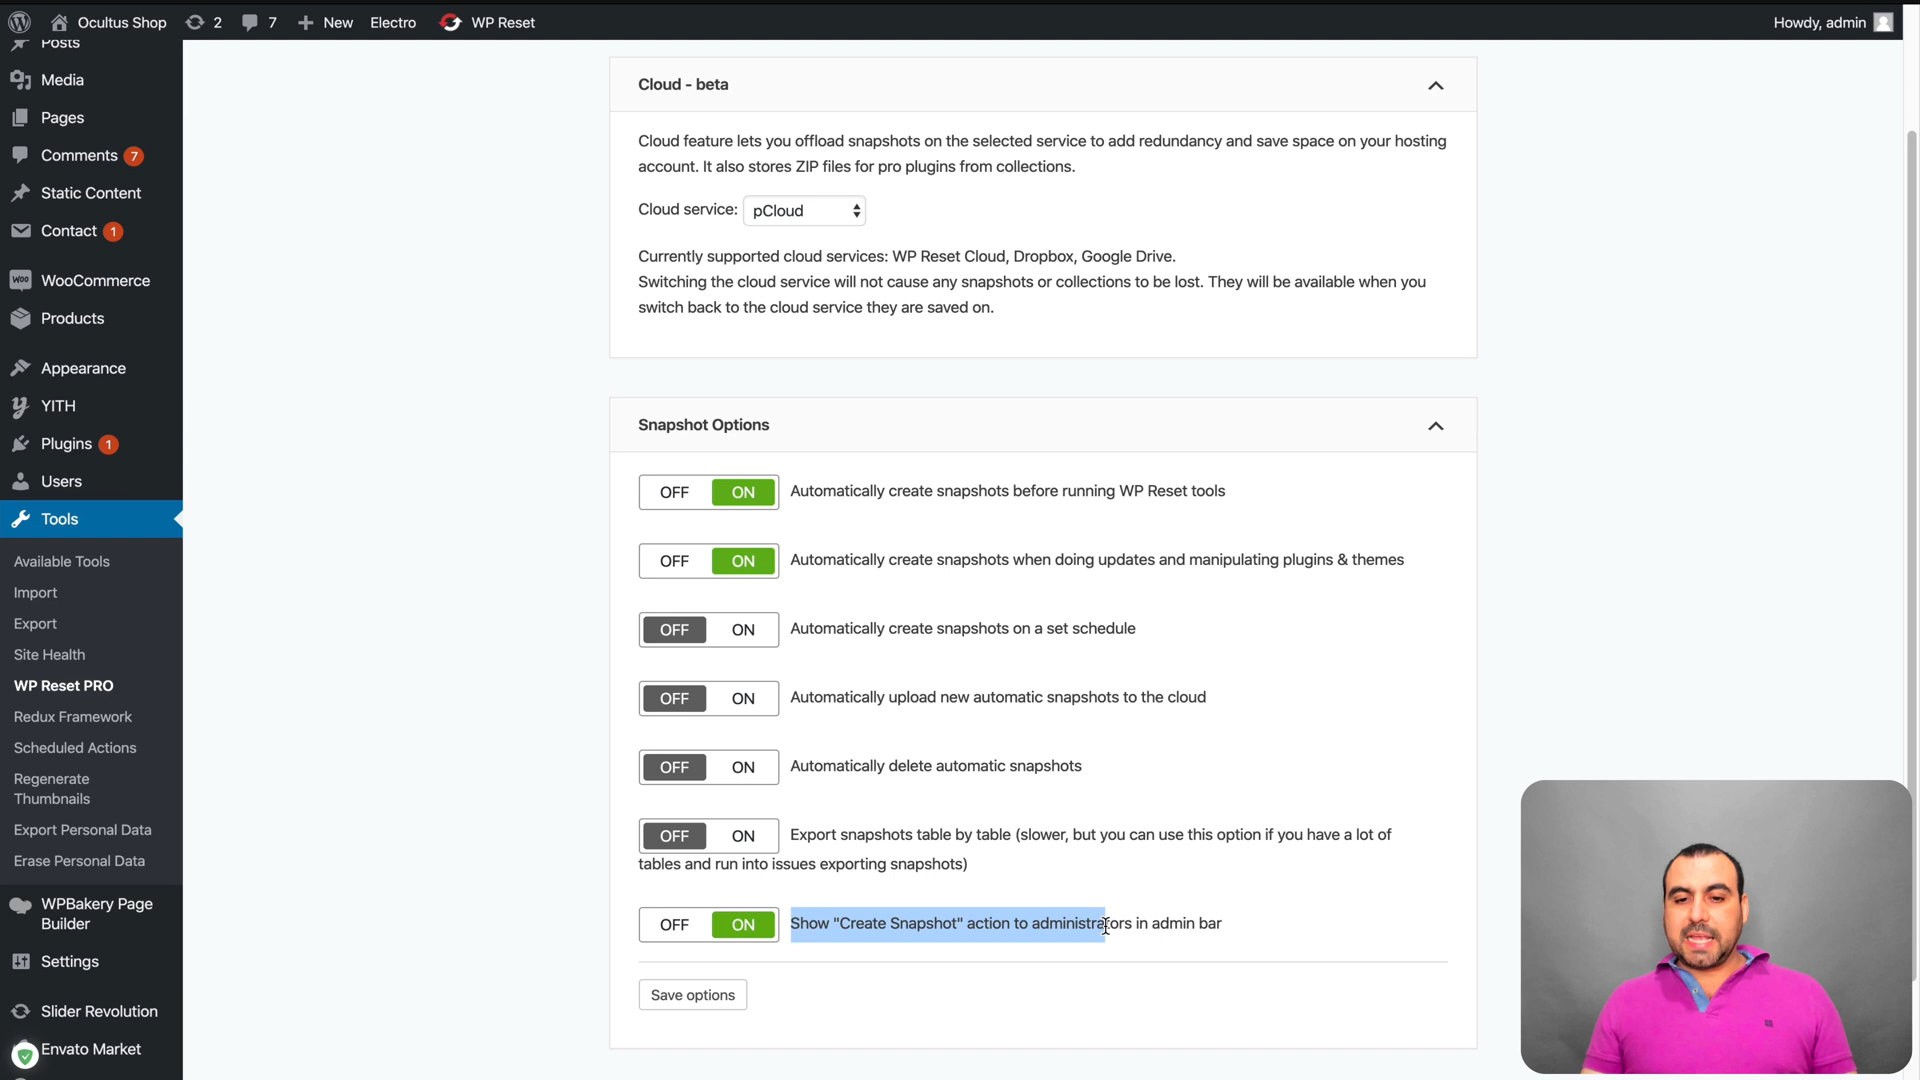 Ocultus Shop 2 7 New Electro WP Reset Howdy, admin
Posts
Media
Pages
Comments 7
Static Content
Contact 1
WooCommerce
Products
Appearance
YITH
Plugins 1
Users
Tools
Available Tools
Import
Export
Site Health
WP Reset PRO
Redux Framework
Scheduled Actions
Regenerate
Thumbnails
Export Personal Data
Erase Personal Data
WPBakery Page
Builder
Settings
Slider Revolution
Envato Market
Cloud - beta
Cloud feature lets you offload snapshots on the selected service to add redundancy and save space on your hosting
account. It also stores ZIP files for pro plugins from collections.
Cloud service: pCloud
Currently supported cloud services: WP Reset Cloud, Dropbox, Google Drive.
Switching the cloud service will not cause any snapshots or collections to be lost. They will be available when you
switch back to the cloud service they are saved on.
Snapshot Options
OFF ON Automatically create snapshots before running WP Reset tools
OFF ON Automatically create snapshots when doing updates and manipulating plugins & themes
OFF ON Automatically create snapshots on a set schedule
OFF ON Automatically upload new automatic snapshots to the cloud
OFF ON Automatically delete automatic snapshots
OFF ON Export snapshots table by table (slower, but you can use this option if you have a lot of
tables and run into issues exporting snapshots)
OFF ON Show "Create Snapshot" action to administrators in admin bar
Save options